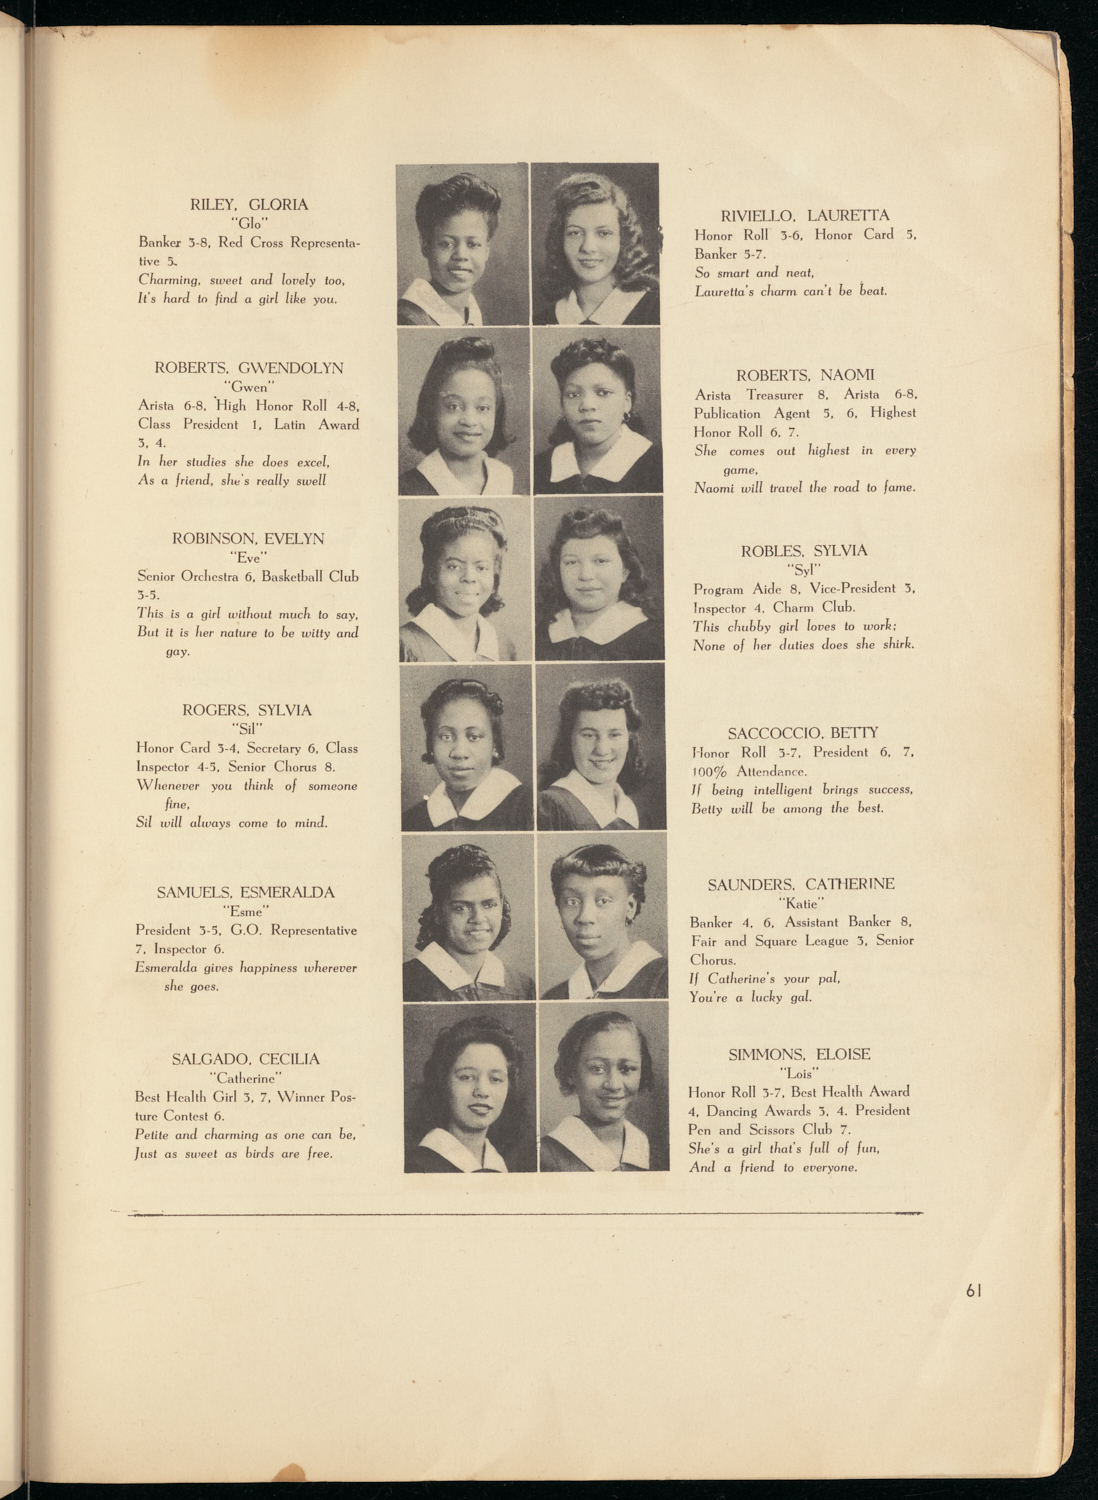 RILEY, GLORIA
"Glo"
Banker 3-8, Red Cross Representa-
tive 5.
Charming, sweet and lovely too,
It's hard to find a girl like you.
ROBERTS, GWENDOLYN
"Gwen"
Arista 6-8, High Honor Roll 4-8,
Class President 1, Latin Award
3, 4.
In her studies she does excel,
As a friend, she's really swell
ROBINSON, EVELYN
"Eve"
Senior Orchestra 6, Basketball Club
3-5.
This is a girl without much to say,
But it is her nature to be witty and
gay.
ROGERS, SYLVIA
"Sil"
Honor Card 3-4, Secretary 6, Class
Inspector 4-5, Senior Chorus 8.
Whenever you think of someone
fine,
Sil will always come to mind.
SAMUELS, ESMERALDA
"Esme"
President 3-5, G.O. Representative
7, Inspector 6.
Esmeralda gives happiness wherever
she goes.
SALGADO, CECILIA
"Catherine"
Best Health Girl 3, 7, Winner Pos-
ture Contest 6.
Petite and charming as one can be,
Just as sweet as birds are free.
RIVIELLO, LAURETTA
Honor Roll 3-6, Honor Card 5,
Banker 5-7.
So smart and neat,
Lauretta's charm can't be beat.
ROBERTS, NAOMI
Arista Treasurer 8, Arista 6-8,
Publication Agent 5, 6, Highest
Honor Roll 6, 7.
She comes out highest in every
game,
Naomi will travel the road to fame.
ROBLES, SYLVIA
"Syl"
Program Aide 8, Vice-President 3,
Inspector 4, Charm Club.
This chubby girl loves to work;
None of her duties does she shirk.
SACCOCCIO, BETTY
Honor Roll 3-7, President 6, 7,
100% Attendance.
If being intelligent brings success,
Betty will be among the best.
SAUNDERS, CATHERINE
"Katie"
Banker 4, 6, Assistant Banker 8,
Fair and Square League 3, Senior
Chorus.
If Catherine's your pal,
You're a lucky gal.
SIMMONS, ELOISE
"Lois"
Honor Roll 3-7, Best Health Award
4, Dancing Awards 3, 4. President
Pen and Scissors Club 7.
She's a girl that's full of fun,
And a friend to everyone.
61